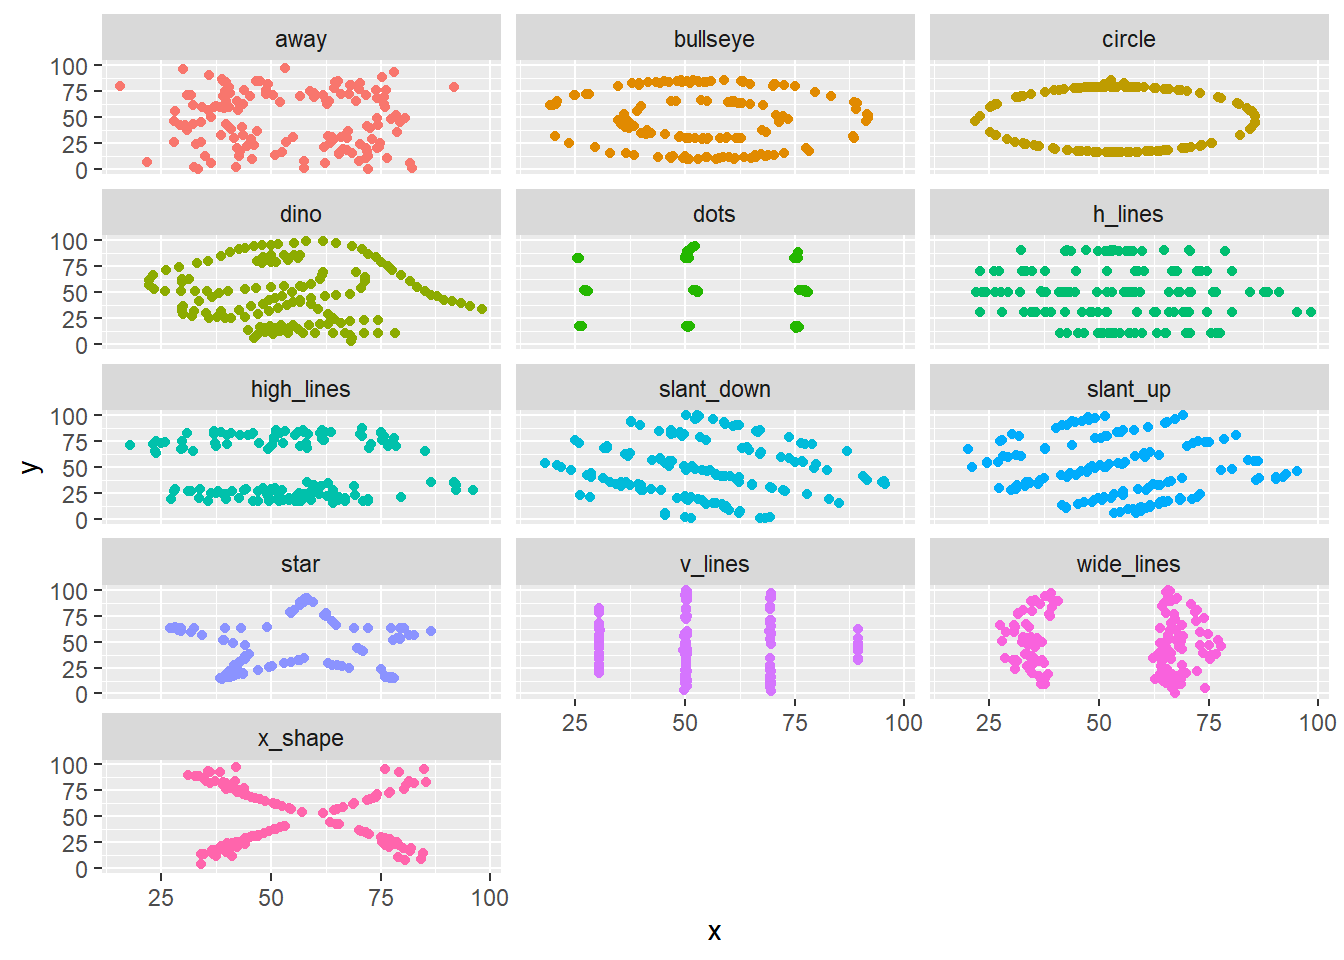 away bullseye circle
100
75
50
25
0
dino dots h_lines
100
75
50
25
0
high_lines slant_down slant_up
100
75
50
25
0
y
star v_lines wide_lines
100
75
50
25
0
25 50 75 100 25 50 75 100
x_shape
100
75
50
25
0
25 50 75 100
x